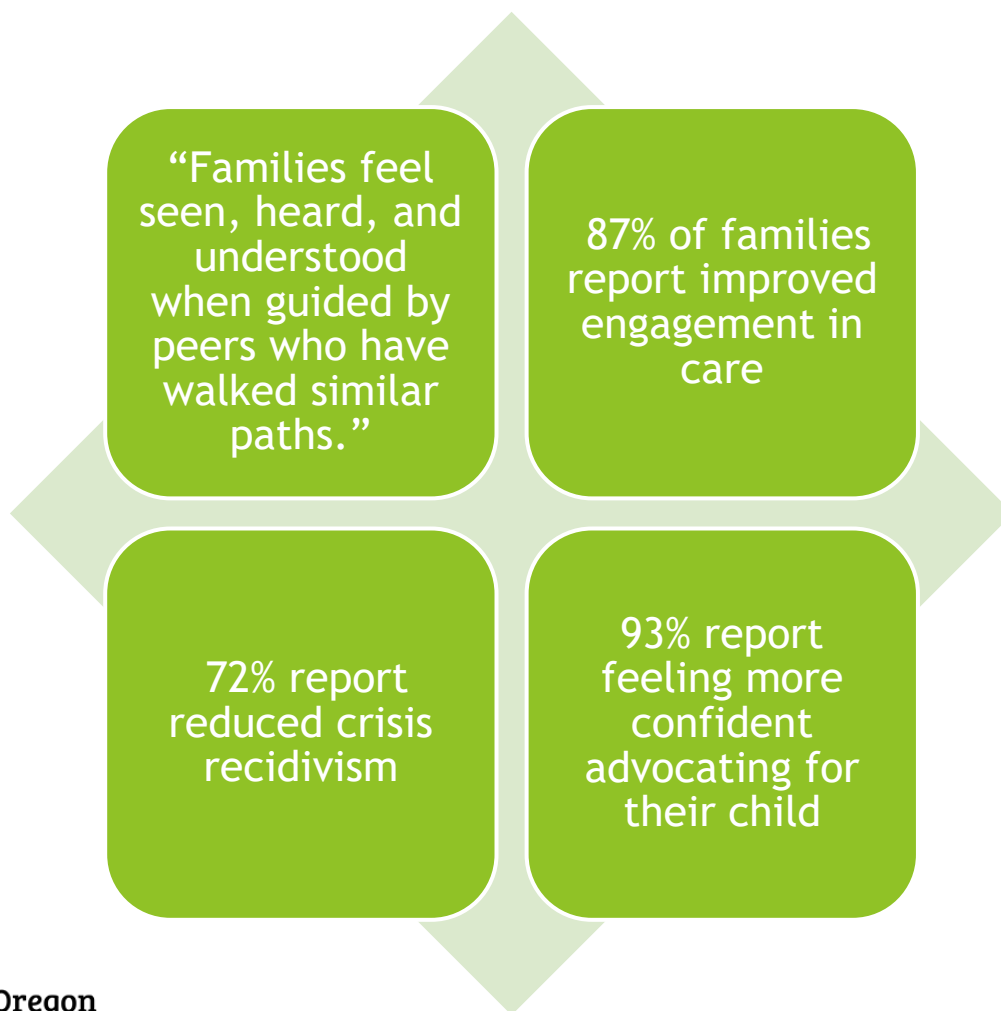 “Families feel
seen, heard, and
understood
when guided by
peers who have
walked similar
paths.”
87% of families
report improved
engagement in
care
72% report
reduced crisis
recidivism
93% report
feeling more
confident
advocating for
their child
Oregon